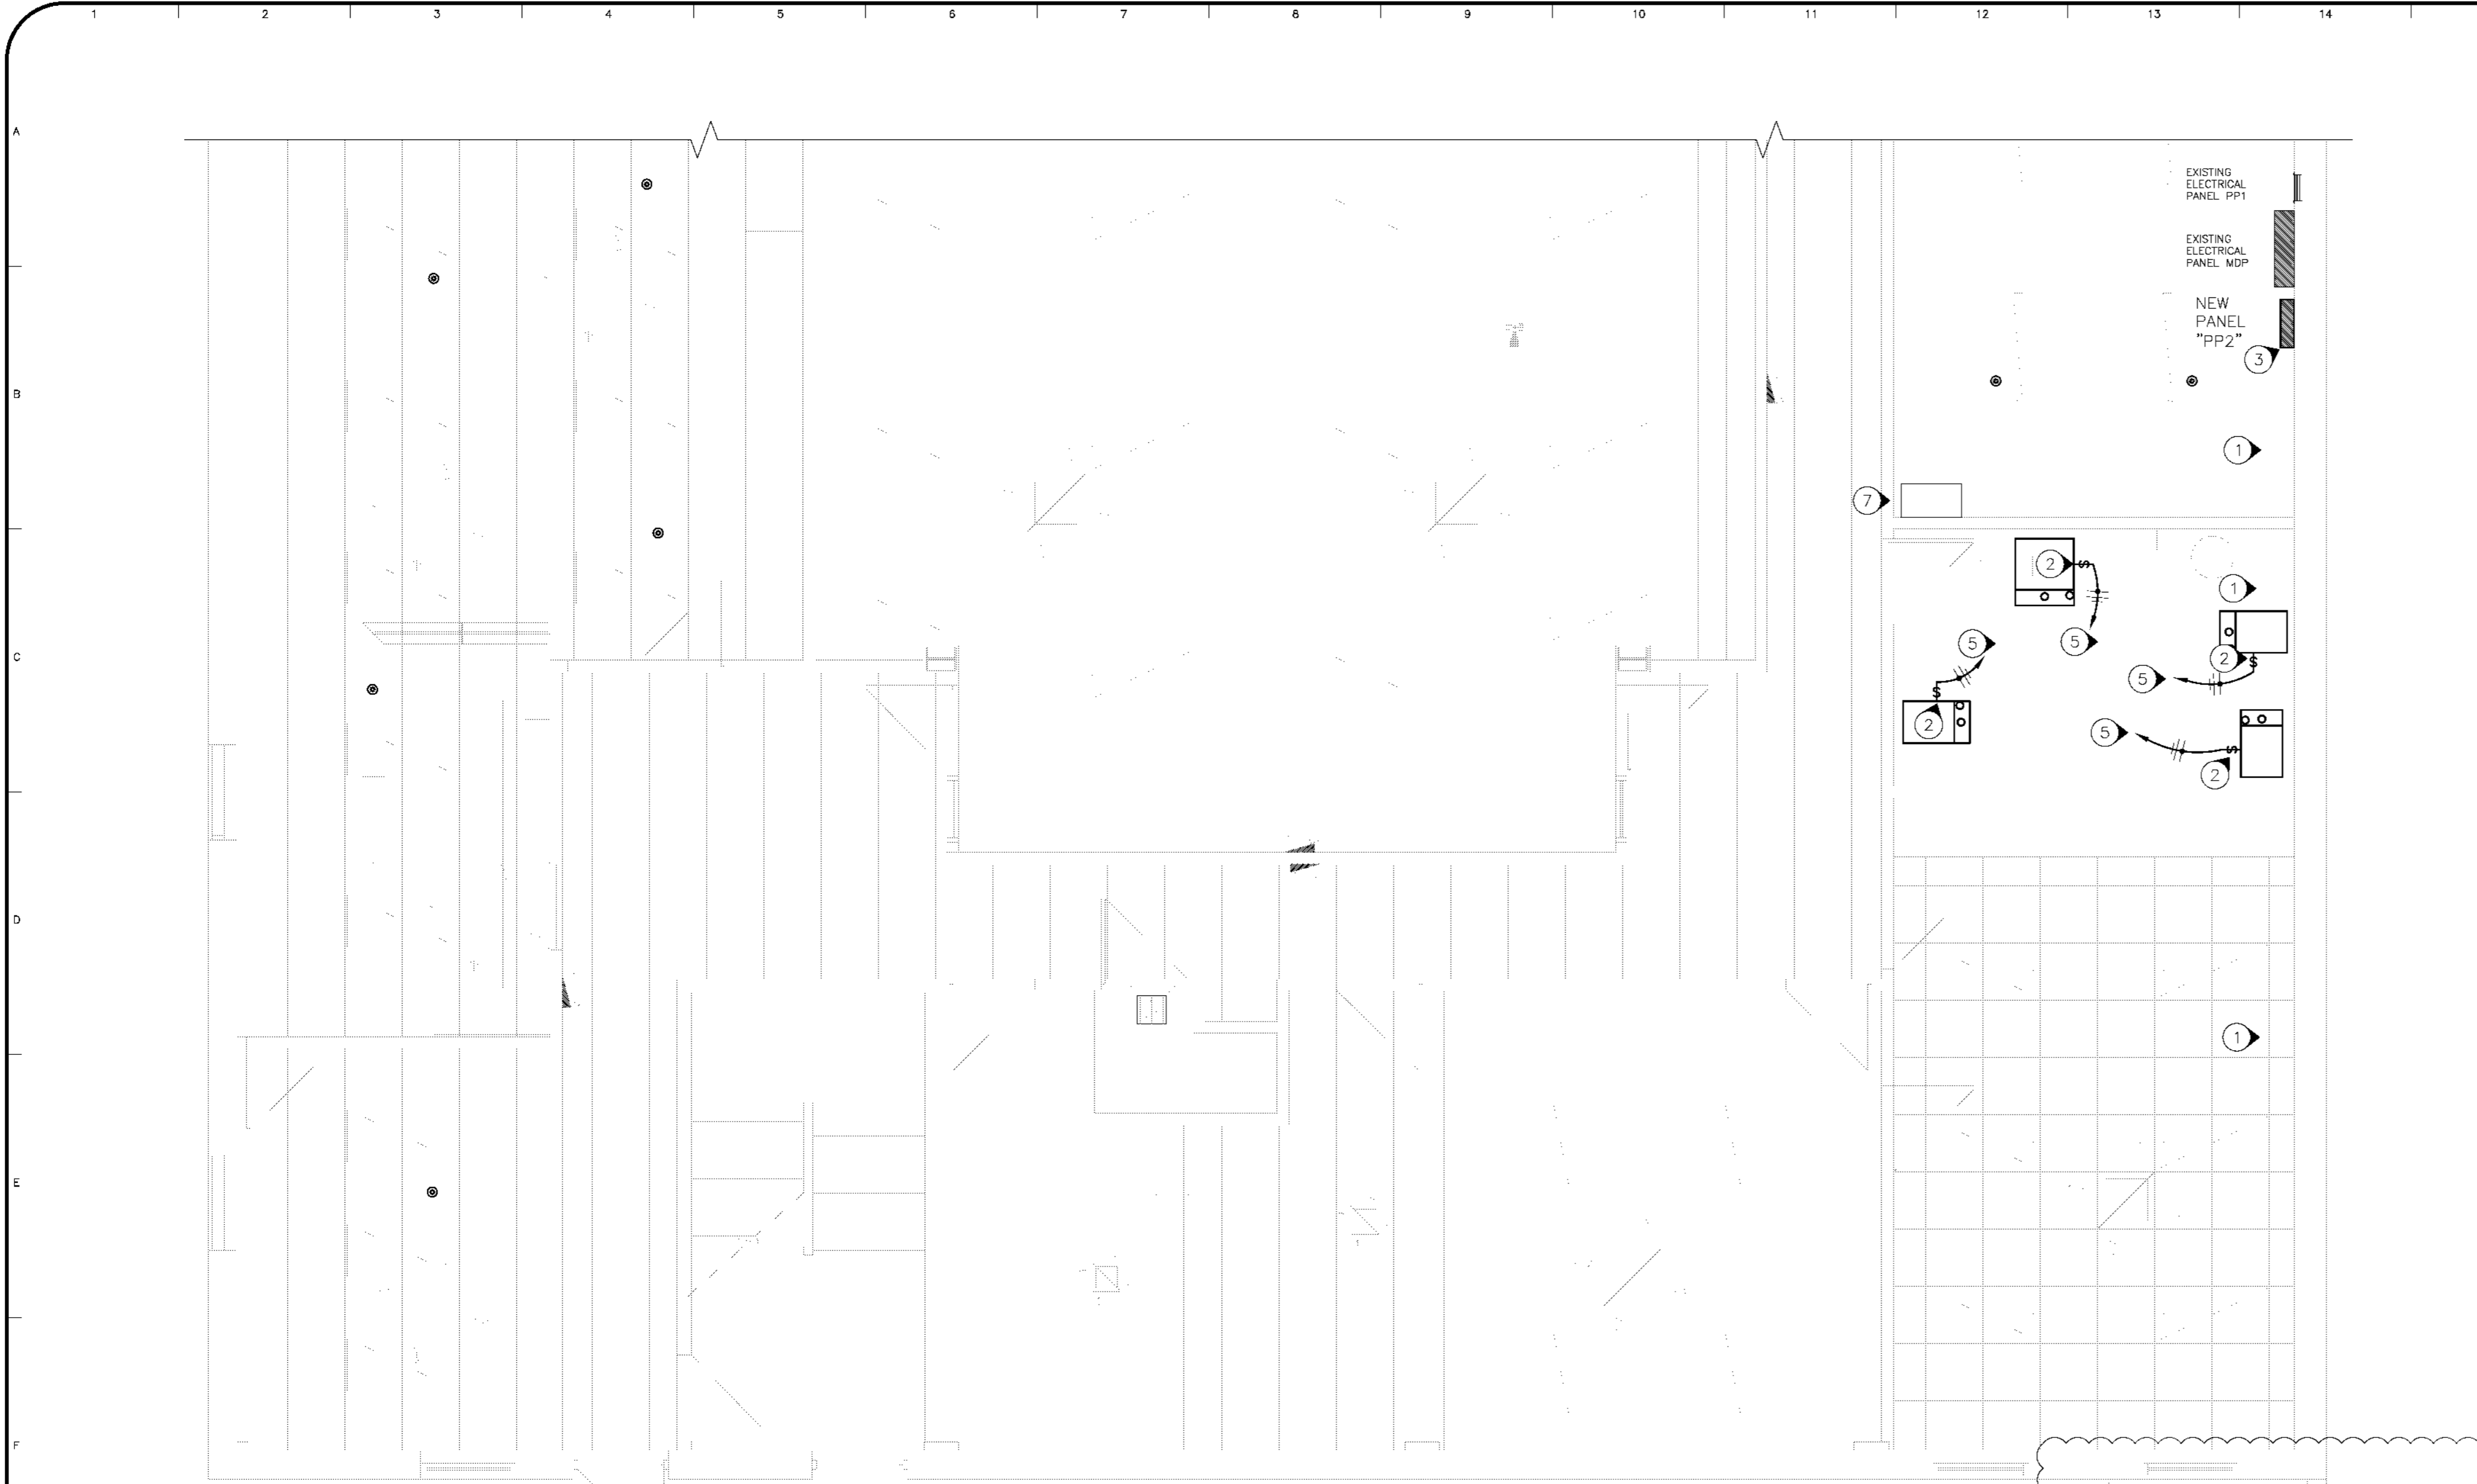 1 2 3 4 5 6 7 8 9 10 11 12 13 14
A
EXISTING
ELECTRICAL
PANEL PP1
EXISTING
ELECTRICAL
PANEL MDP
NEW
PANEL
"PP2"
3
B
1
7
2
1
5
5
C
2
5
2
5
2
D
1
E
F